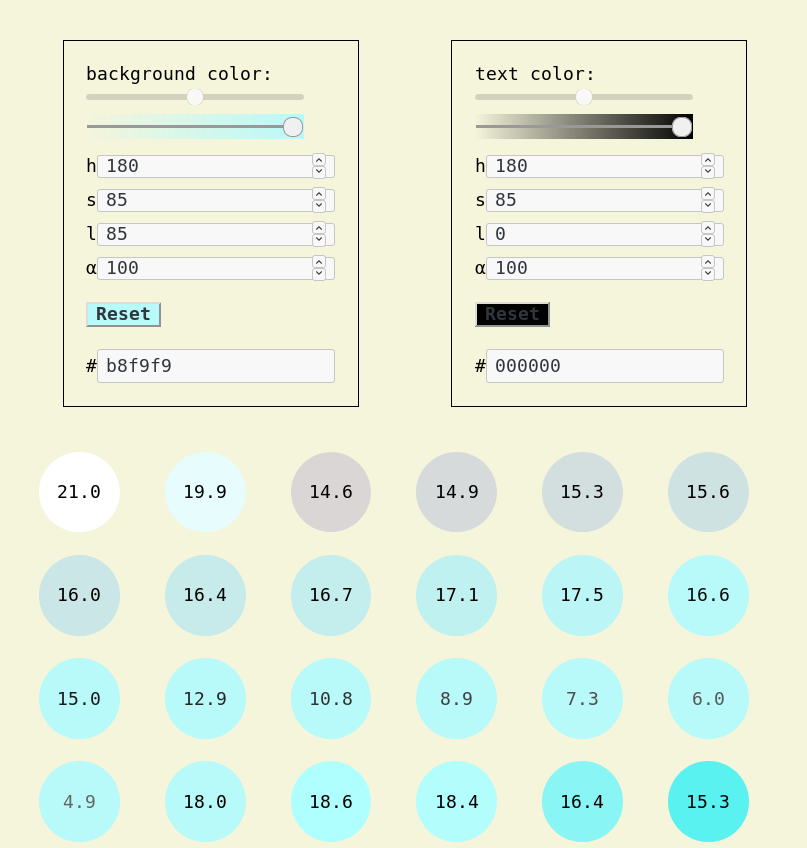 background color:
h 180
s 85
l 85
α 100
Reset
# b8f9f9
text color:
h 180
s 85
l 0
α 100
Reset
# 000000
21.0 19.9 14.6 14.9 15.3 15.6
16.0 16.4 16.7 17.1 17.5 16.6
15.0 12.9 10.8 8.9 7.3 6.0
4.9 18.0 18.6 18.4 16.4 15.3